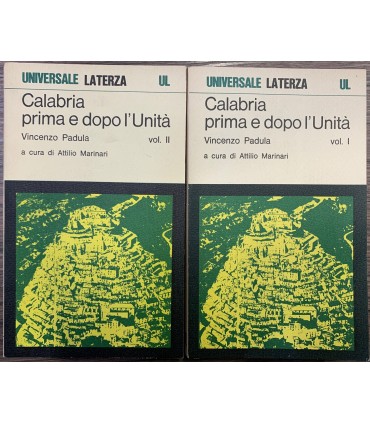 UNIVERSALE LATERZA UL
Calabria
prima e dopo l'Unità
Vincenzo Padula vol. II
a cura di Attilio Marinari
UNIVERSALE LATERZA UL
Calabria
prima e dopo l'Unità
Vincenzo Padula vol. I
a cura di Attilio Marinari